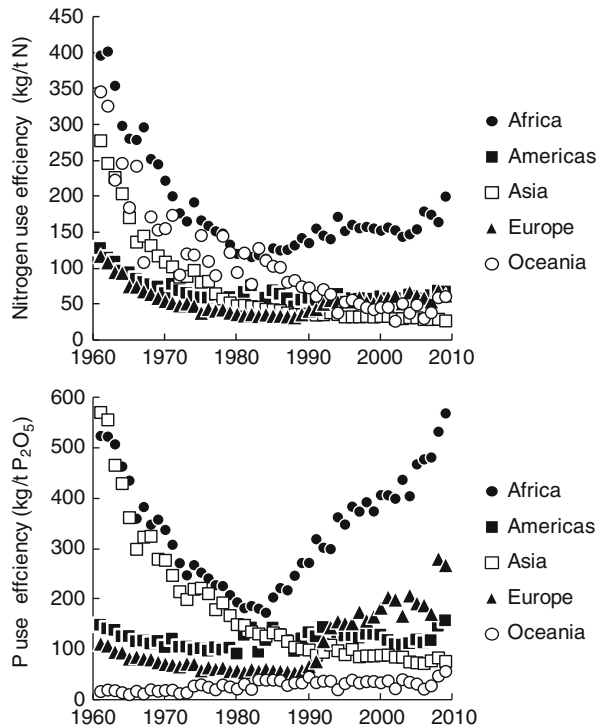 Nitrogen use effciency (kg/t N)
450
400
350
300
250
200
150
100
50
0
1960 1970 1980 1990 2000 2010
Africa
Americas
Asia
Europe
Oceania
P use effciency (kg/t P₂O₅)
600
500
400
300
200
100
0
1960 1970 1980 1990 2000 2010
Africa
Americas
Asia
Europe
Oceania